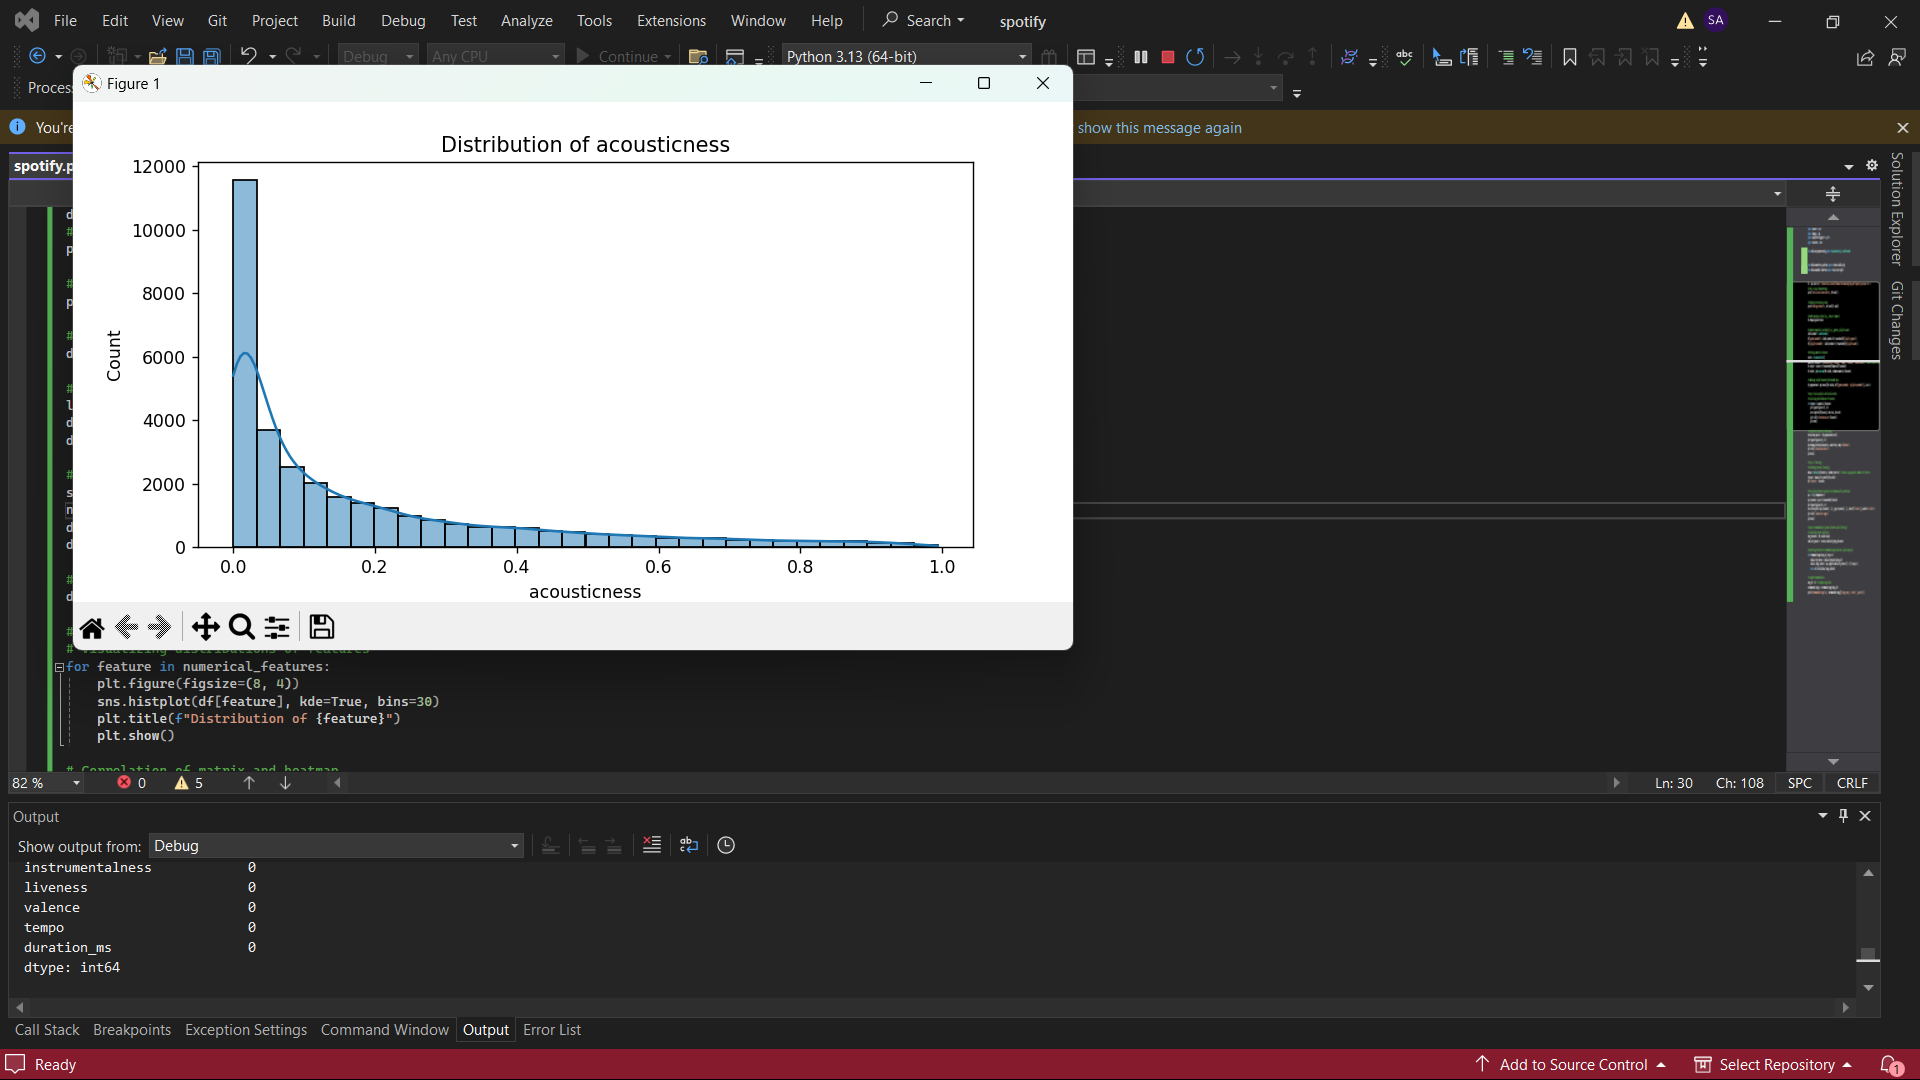 File Edit View Git Project Build Debug Test Analyze Tools Extensions Window Help Search spotify SA
Debug Any CPU Continue Python 3.13 (64-bit)
Process
Figure 1
You're
show this message again
spotify.p
Distribution of acousticness
12000
10000
8000
6000
4000
2000
0
Count
0.0 0.2 0.4 0.6 0.8 1.0
acousticness
Solution Explorer
Git Changes
# Visualizing distributions of features
for feature in numerical_features:
plt.figure(figsize=(8, 4))
sns.histplot(df[feature], kde=True, bins=30)
plt.title(f"Distribution of {feature}")
plt.show()
# Correlation of matrix and heatmap
82 % 0 5 Ln: 30 Ch: 108 SPC CRLF
Output
Show output from: Debug
instrumentalness 0
liveness 0
valence 0
tempo 0
duration_ms 0
dtype: int64
Call Stack Breakpoints Exception Settings Command Window Output Error List
Ready Add to Source Control Select Repository 1